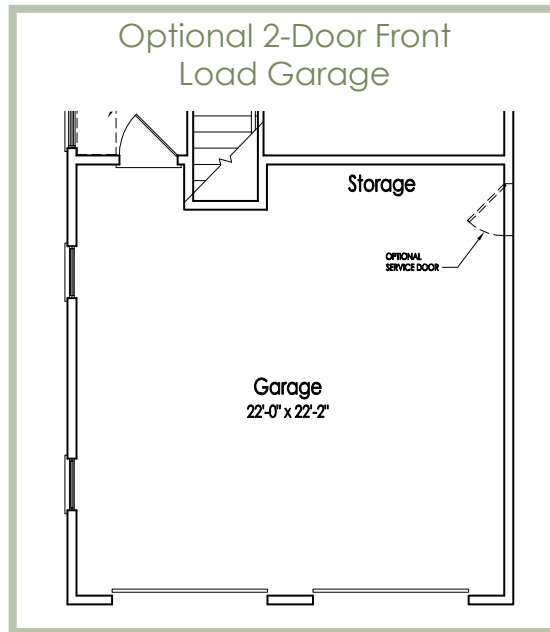 Optional 2-Door Front
Load Garage
Storage
OPTIONAL
SERVICE DOOR
Garage
22'-0" x 22'-2"